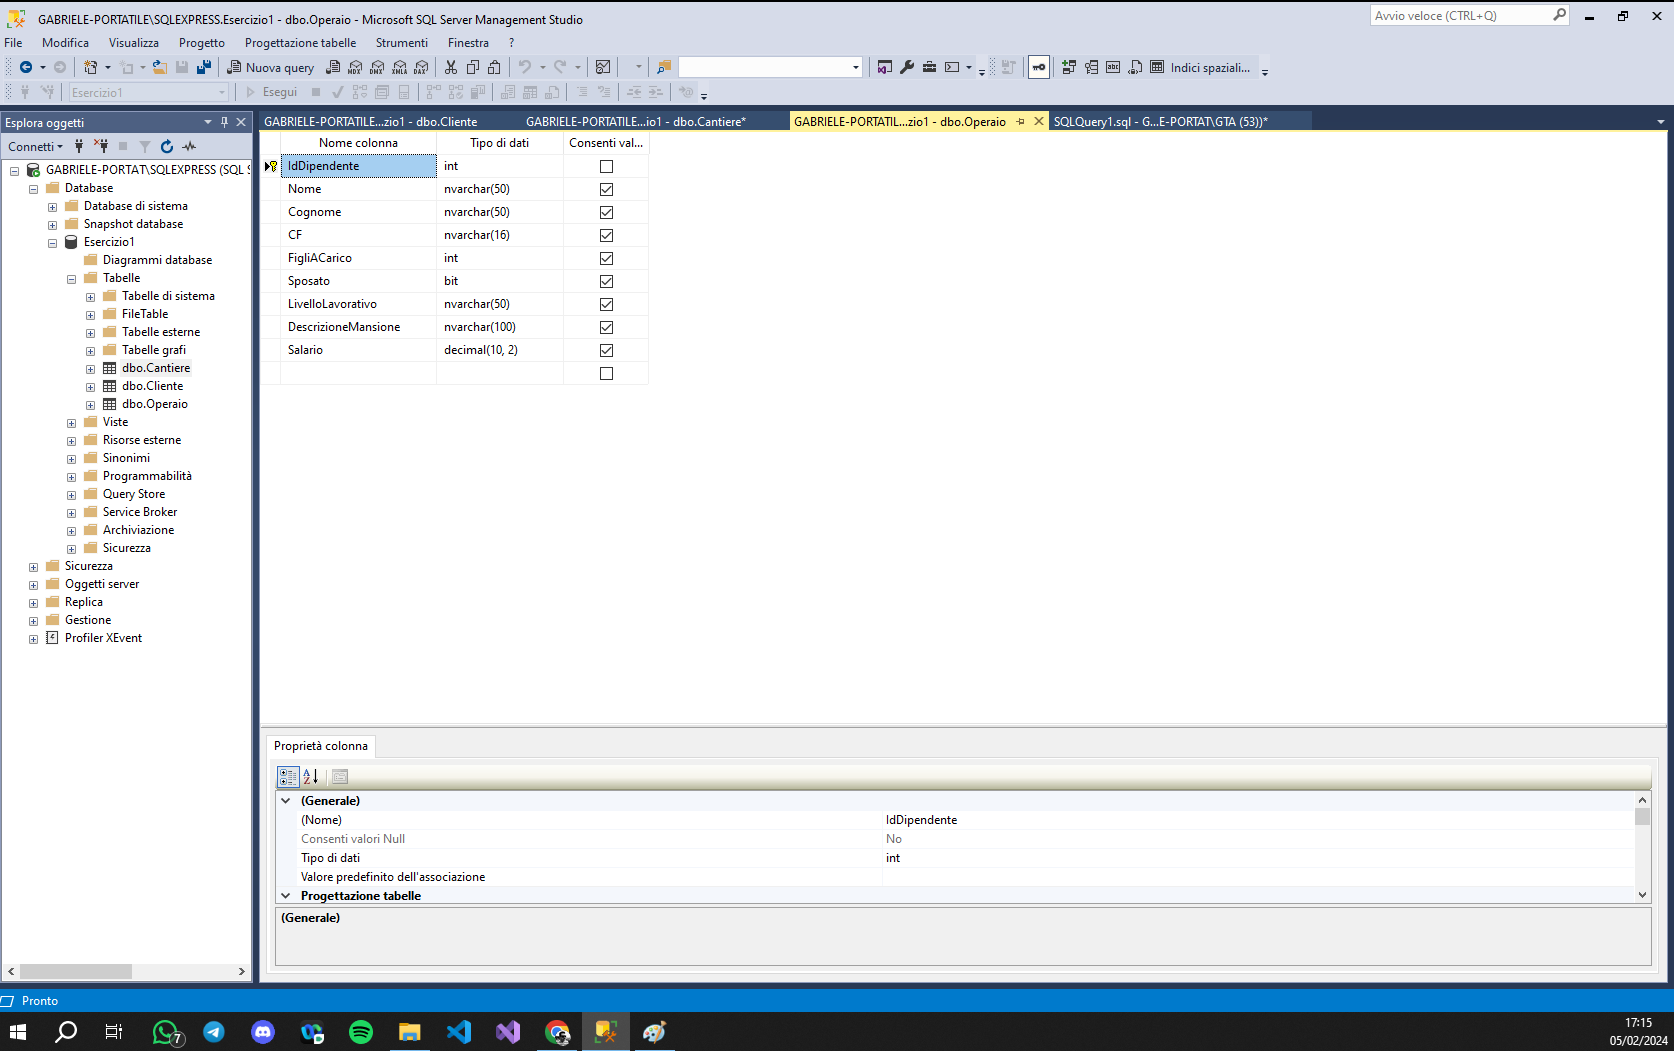 GABRIELE-PORTATILE\SQLEXPRESS.Esercizio1 - dbo.Operaio - Microsoft SQL Server Management Studio
Avvio veloce (CTRL+Q)
File Modifica Visualizza Progetto Progettazione tabelle Strumenti Finestra ?
Nuova query MDX DMX XMLA DAX Indici spaziali...
Esercizio1 Esegui
Esplora oggetti
Connetti
GABRIELE-PORTAT\SQLEXPRESS (SQL S
Database
Database di sistema
Snapshot database
Esercizio1
Diagrammi database
Tabelle
Tabelle di sistema
FileTable
Tabelle esterne
Tabelle grafi
dbo.Cantiere
dbo.Cliente
dbo.Operaio
Viste
Risorse esterne
Sinonimi
Programmabilità
Query Store
Service Broker
Archiviazione
Sicurezza
Sicurezza
Oggetti server
Replica
Gestione
Profiler XEvent
GABRIELE-PORTATILE...zio1 - dbo.Cliente GABRIELE-PORTATILE...io1 - dbo.Cantiere* GABRIELE-PORTATIL...zio1 - dbo.Operaio SQLQuery1.sql - G...E-PORTAT\GTA (53))*
Nome colonna Tipo di dati Consenti val...
IdDipendente int
Nome nvarchar(50)
Cognome nvarchar(50)
CF nvarchar(16)
FigliACarico int
Sposato bit
LivelloLavorativo nvarchar(50)
DescrizioneMansione nvarchar(100)
Salario decimal(10, 2)
Proprietà colonna
(Generale)
(Nome) IdDipendente
Consenti valori Null No
Tipo di dati int
Valore predefinito dell'associazione
Progettazione tabelle
(Generale)
Pronto
7
17:15
05/02/2024